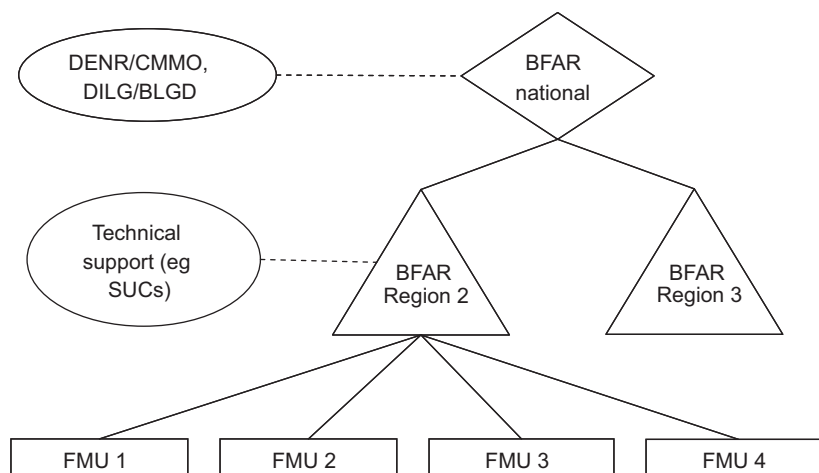 DENR/CMMO,
DILG/BLGD
BFAR
national
Technical
support (eg
SUCs)
BFAR
Region 2
BFAR
Region 3
FMU 1
FMU 2
FMU 3
FMU 4